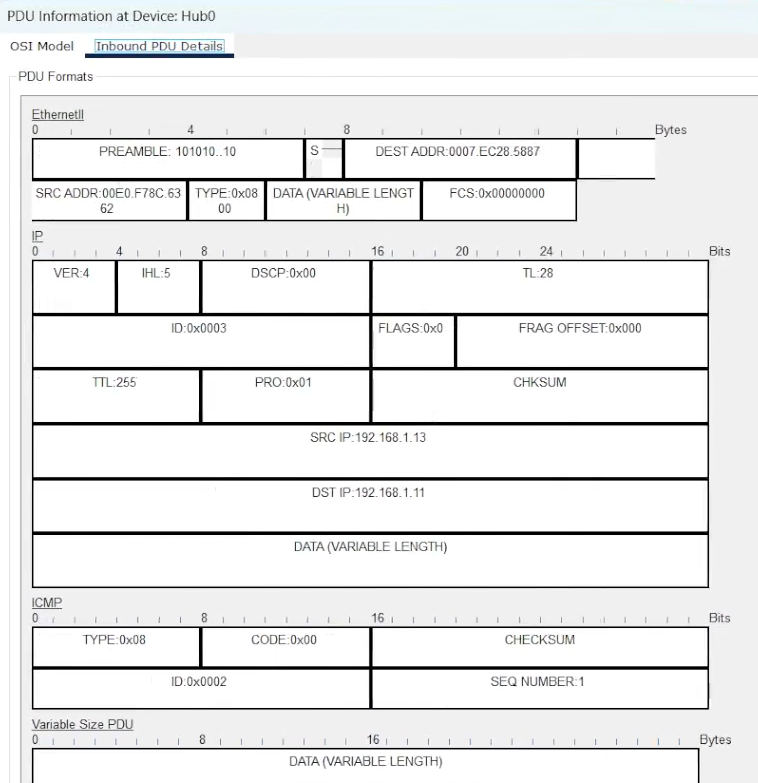 PDU Information at Device: Hub0
OSI Model Inbound PDU Details
PDU Formats
EthernetII
0 4 8 Bytes
PREAMBLE: 101010..10 S DEST ADDR:0007.EC28.5887
SRC ADDR:00E0.F78C.63 TYPE:0x08 DATA (VARIABLE LENGT FCS:0x00000000
62 00 H)
IP
0 4 8 16 20 24 Bits
VER:4 IHL:5 DSCP:0x00 TL:28
ID:0x0003 FLAGS:0x0 FRAG OFFSET:0x000
TTL:255 PRO:0x01 CHKSUM
SRC IP:192.168.1.13
DST IP:192.168.1.11
DATA (VARIABLE LENGTH)
ICMP
0 8 16 Bits
TYPE:0x08 CODE:0x00 CHECKSUM
ID:0x0002 SEQ NUMBER:1
Variable Size PDU
0 8 16 Bytes
DATA (VARIABLE LENGTH)